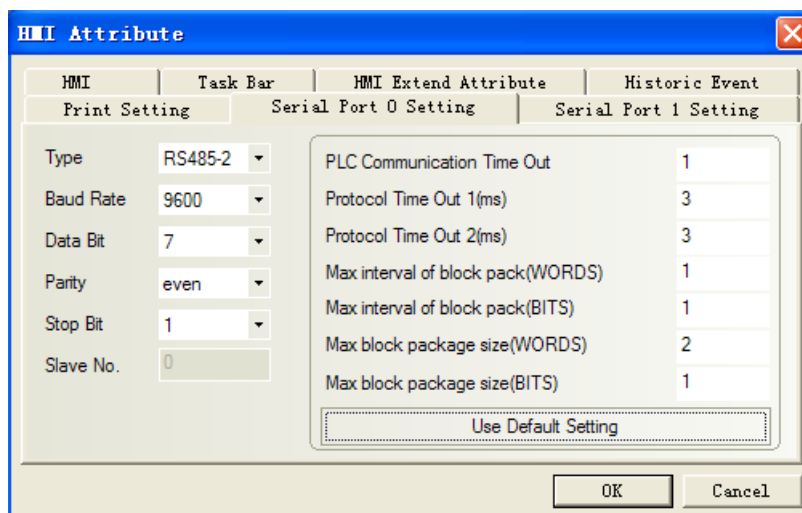 HMI Attribute
HMI Task Bar HMI Extend Attribute Historic Event
Print Setting Serial Port 0 Setting Serial Port 1 Setting
Type RS485-2
Baud Rate 9600
Data Bit 7
Parity even
Stop Bit 1
Slave No. 0
PLC Communication Time Out 1
Protocol Time Out 1(ms) 3
Protocol Time Out 2(ms) 3
Max interval of block pack(WORDS) 1
Max interval of block pack(BITS) 1
Max block package size(WORDS) 2
Max block package size(BITS) 1
Use Default Setting
OK Cancel